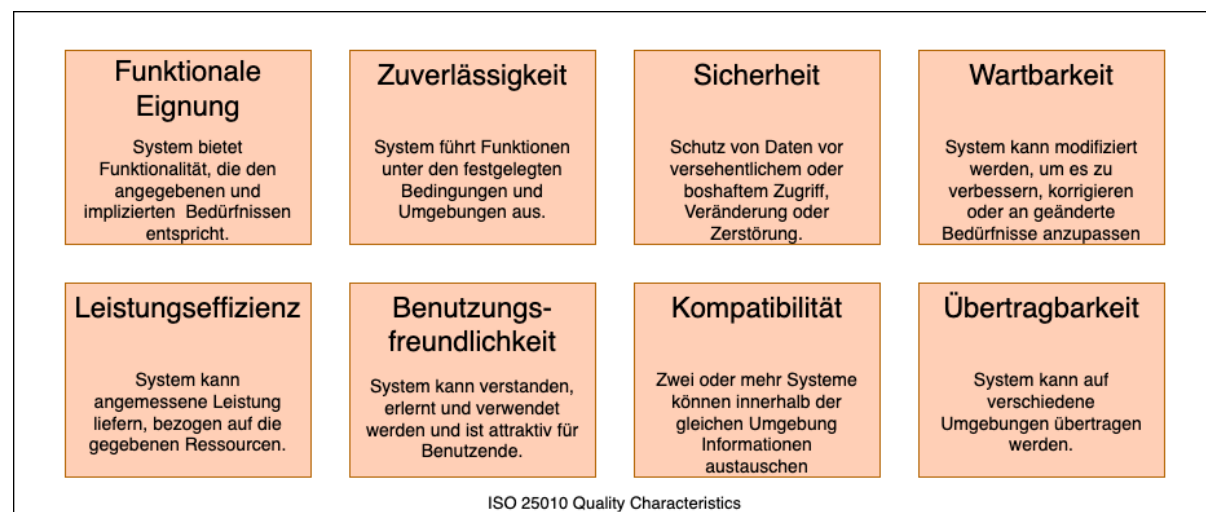 Funktionale
Eignung
System bietet
Funktionalität, die den
angegebenen und
implizierten  Bedürfnissen
entspricht.
Zuverlässigkeit
System führt Funktionen
unter den festgelegten
Bedingungen und
Umgebungen aus.
Sicherheit
Schutz von Daten vor
versehentlichem oder
boshaftem Zugriff,
Veränderung oder
Zerstörung.
Wartbarkeit
System kann modifiziert
werden, um es zu
verbessern, korrigieren
oder an geänderte
Bedürfnisse anzupassen
Leistungseffizienz
System kann
angemessene Leistung
liefern, bezogen auf die
gegebenen Ressourcen.
Benutzungs-
freundlichkeit
System kann verstanden,
erlernt und verwendet
werden und ist attraktiv für
Benutzende.
Kompatibilität
Zwei oder mehr Systeme
können innerhalb der
gleichen Umgebung
Informationen
austauschen
Übertragbarkeit
System kann auf
verschiedene
Umgebungen übertragen
werden.
ISO 25010 Quality Characteristics